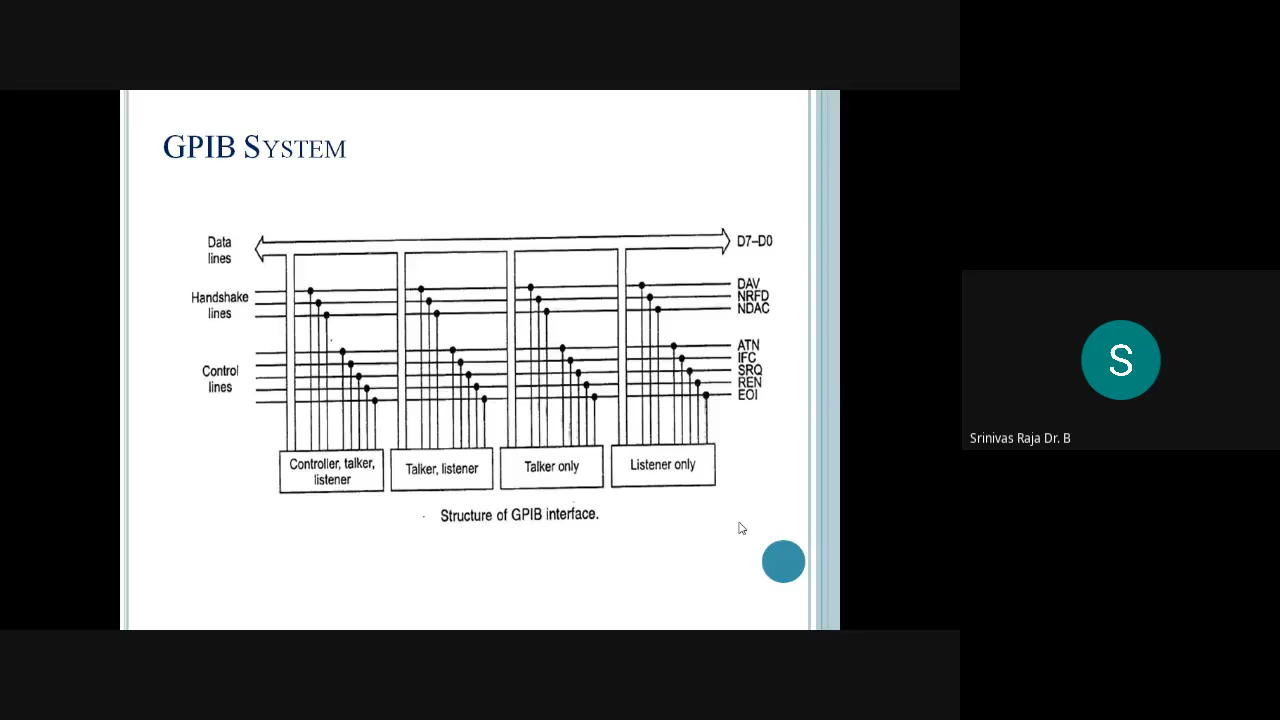 GPIB SYSTEM
Data
lines
D7–D0
Handshake
lines
DAV
NRFD
NDAC
Control
lines
ATN
IFC
SRQ
REN
EOI
Controller, talker,
listener
Talker, listener
Talker only
Listener only
Structure of GPIB interface.
S
Srinivas Raja Dr. B